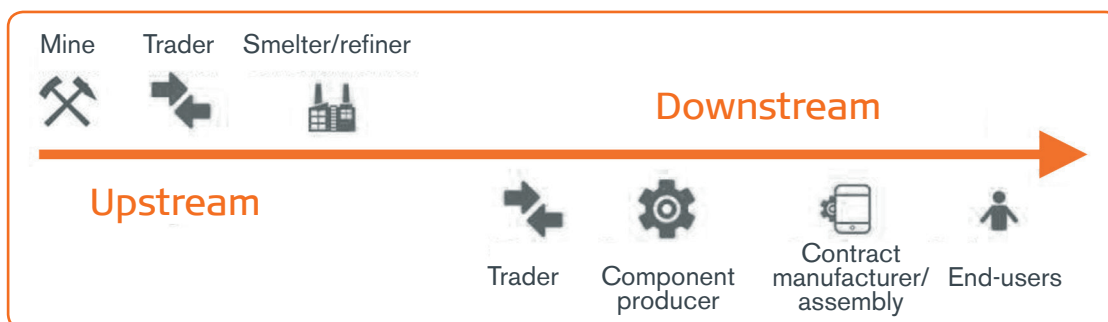 Mine
Trader
Smelter/refiner
Downstream
Upstream
Trader
Component
producer
Contract
manufacturer/
assembly
End-users